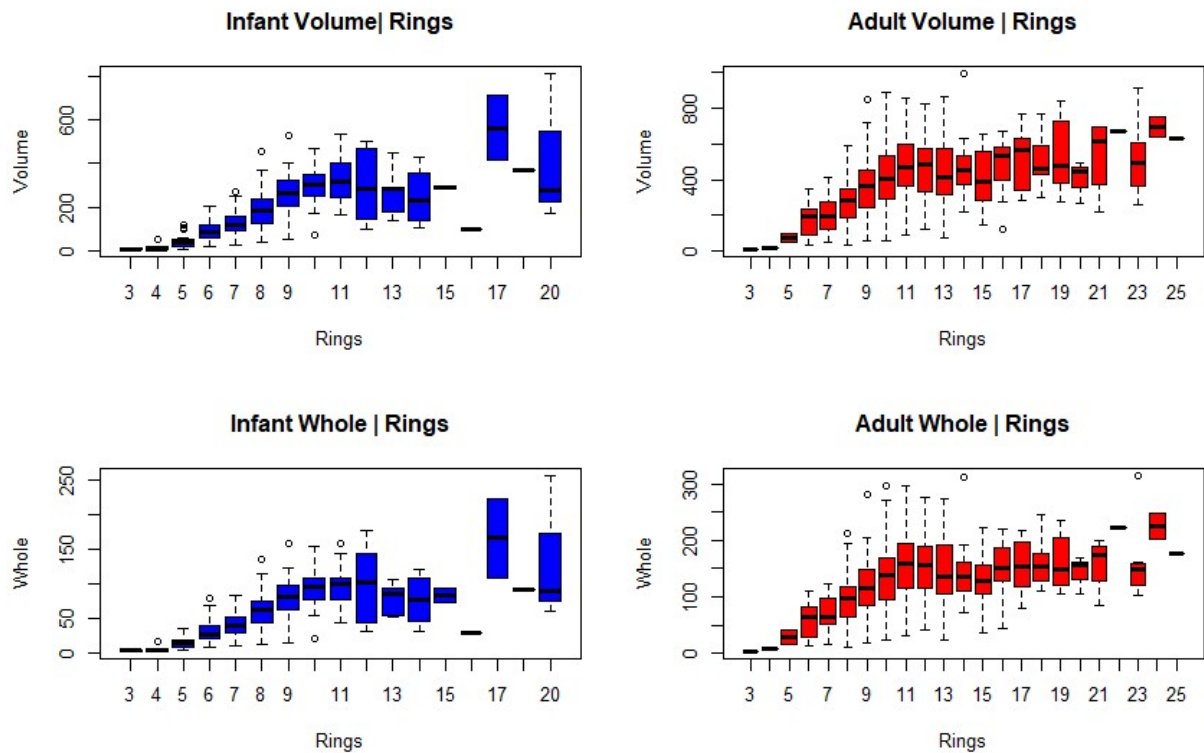 Infant Volume| Rings
Volume
0 200 600
3 4 5 6 7 8 9 11 13 15 17 20
Rings
Adult Volume | Rings
Volume
0 400 800
3 5 7 9 11 13 15 17 19 21 23 25
Rings
Infant Whole | Rings
Whole
0 50 150 250
3 4 5 6 7 8 9 11 13 15 17 20
Rings
Adult Whole | Rings
Whole
0 100 200 300
3 5 7 9 11 13 15 17 19 21 23 25
Rings